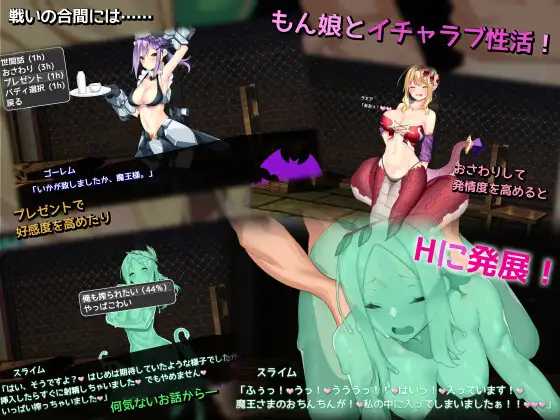 戦いの合間には……
もん娘とイチャラブ性活！
世間話（1h）
おさわり（3h）
プレゼント（1h）
バディ選択（1h）
戻る
ゴーレム
「いかが致しましたか、魔王様。」
おさわりして
発情度を高めると
プレゼントで
好感度を高めたり
Hに発展！
俺も搾られたい（44%）
やっぱこわい
スライム
「はい、そうですよ？♥ はじめは期待していたような様子でしたが
挿入したらすぐに射精しちゃいました♥ でもやめません♥
いっぱい搾っちゃいました♥」
何気ないお話から―
スライム
「ふぅっ！♥うっ！♥うううっ！！♥♥はいっ！♥入っています！♥
魔王さまのおちんちんが！♥私の中に入ってしまいましたぁ！！♥♥♥」